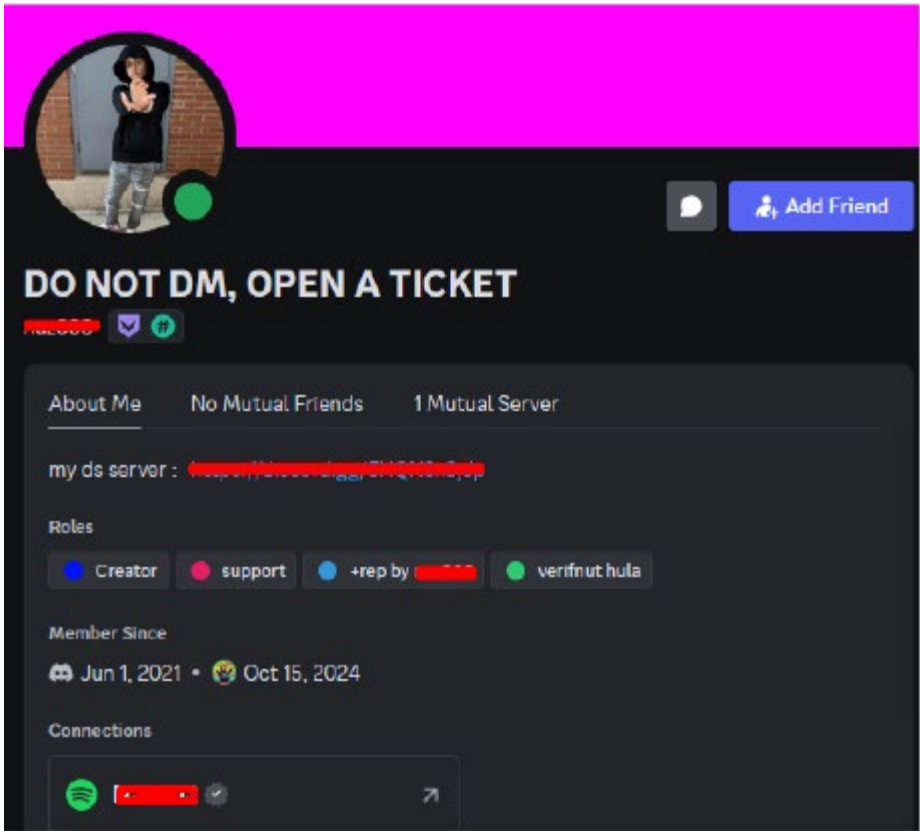 Add Friend
DO NOT DM, OPEN A TICKET
#
About Me No Mutual Friends 1 Mutual Server
my ds server :
Roles
Creator support +rep by verifnut hula
Member Since
Jun 1, 2021 • Oct 15, 2024
Connections